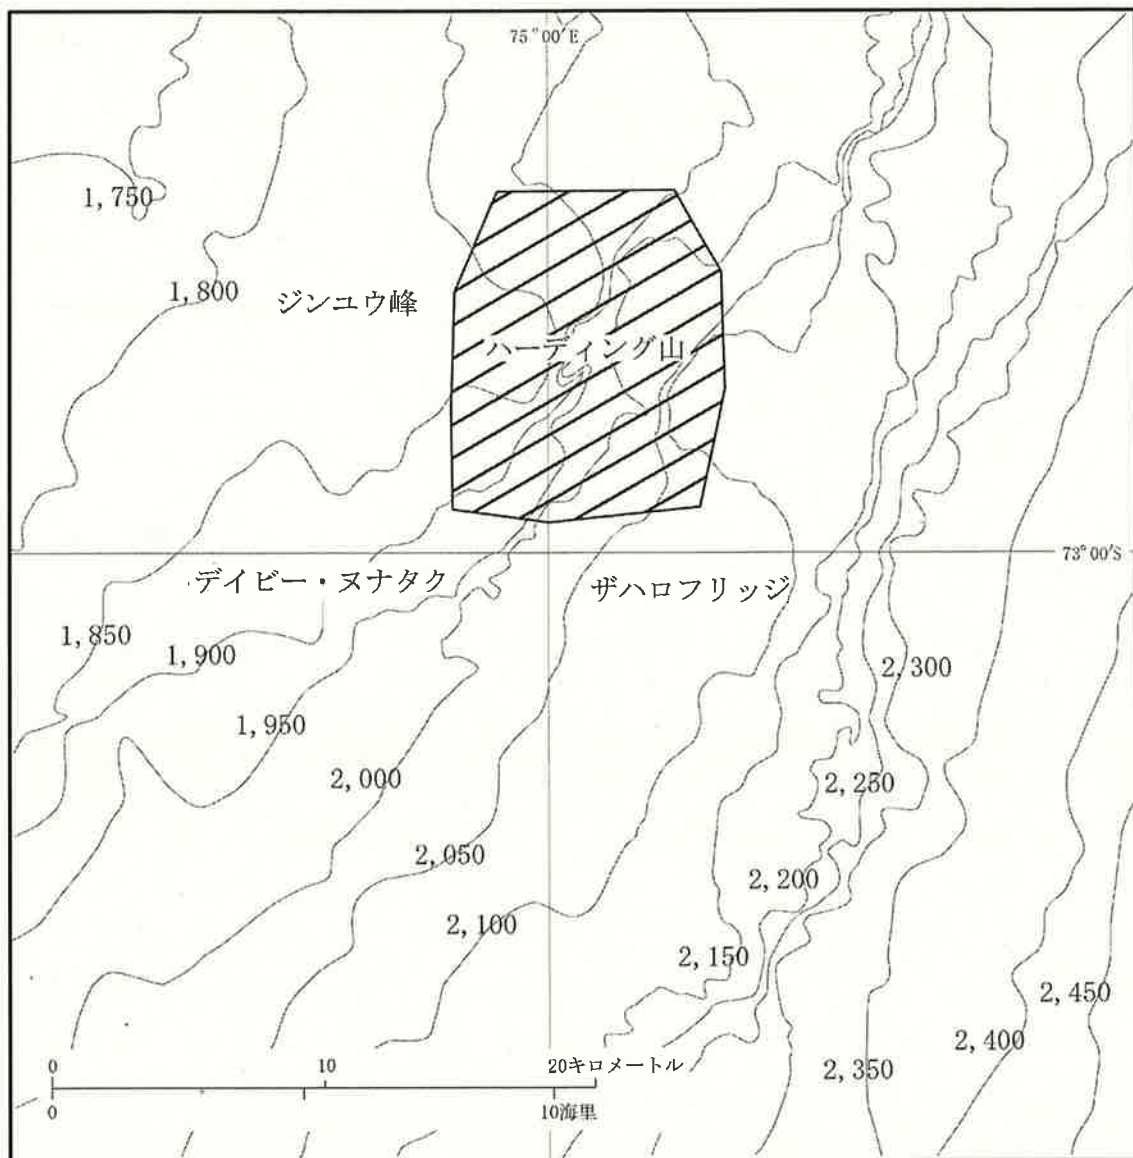 75°00′E
1,750
1,800
ジンユウ峰
ハーディング山
73°00′S
デイビー・ヌナタク
ザハロフリッジ
1,850
1,900
2,300
1,950
2,000
2,250
2,050
2,200
2,100
2,150
2,450
2,400
2,350
0 10 20キロメートル
0 10海里